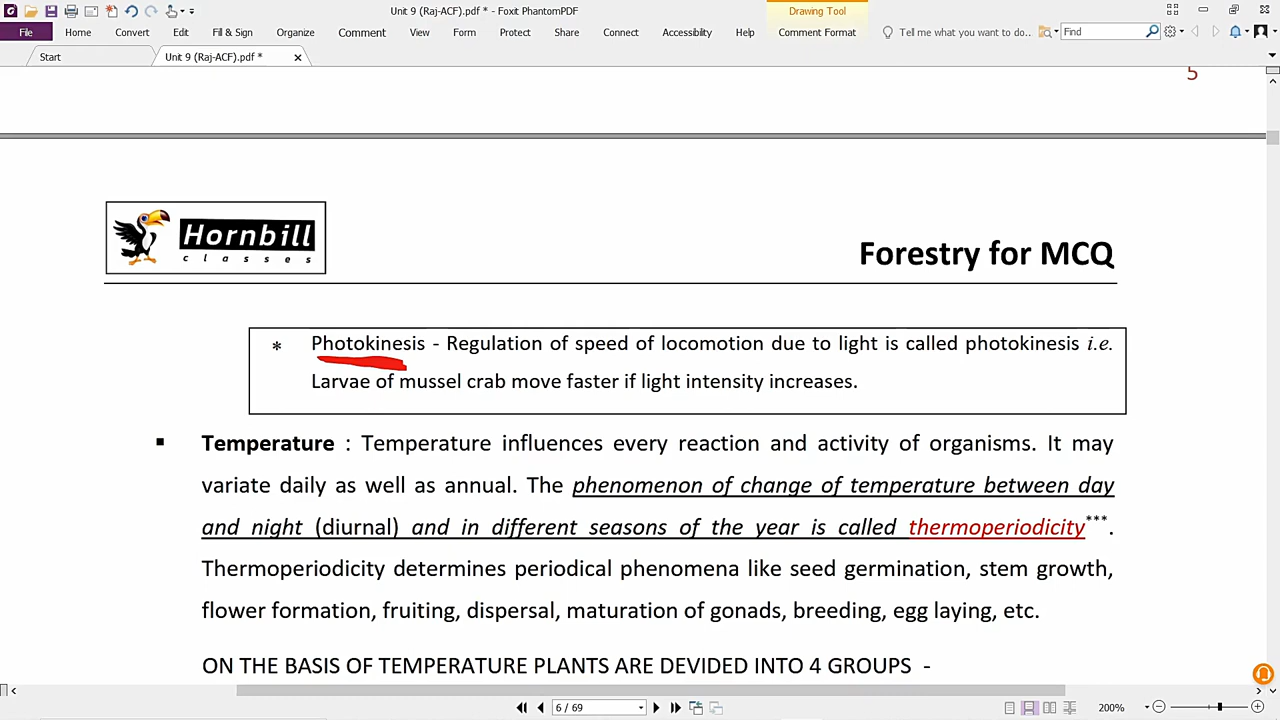 Unit 9 (Raj-ACF).pdf * - Foxit PhantomPDF
Drawing Tool
File Home Convert Edit Fill & Sign Organize Comment View Form Protect Share Connect Accessibility Help Comment Format Tell me what you want to do.. Find
Start Unit 9 (Raj-ACF).pdf *
5
Hornbill
classes
Forestry for MCQ
* Photokinesis - Regulation of speed of locomotion due to light is called photokinesis i.e.
Larvae of mussel crab move faster if light intensity increases.
▪ Temperature : Temperature influences every reaction and activity of organisms. It may
variate daily as well as annual. The phenomenon of change of temperature between day
and night (diurnal) and in different seasons of the year is called thermoperiodicity***.
Thermoperiodicity determines periodical phenomena like seed germination, stem growth,
flower formation, fruiting, dispersal, maturation of gonads, breeding, egg laying, etc.
ON THE BASIS OF TEMPERATURE PLANTS ARE DEVIDED INTO 4 GROUPS -
6 / 69
200%